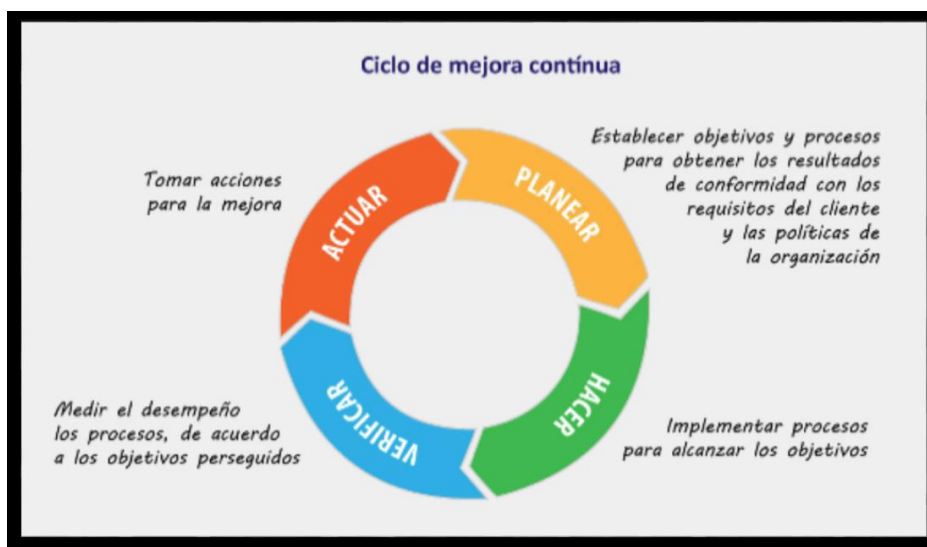 Ciclo de mejora contínua
Establecer objetivos y procesos
para obtener los resultados
de conformidad con los
requisitos del cliente
y las políticas de
la organización
PLANEAR
HACER
Implementar procesos
para alcanzar los objetivos
VERIFICAR
Medir el desempeño
los procesos, de acuerdo
a los objetivos perseguidos
ACTUAR
Tomar acciones
para la mejora